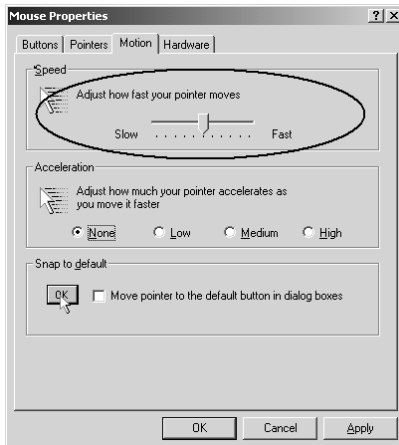 Mouse Properties
Buttons Pointers Motion Hardware
Speed
Adjust how fast your pointer moves
Slow Fast
Acceleration
Adjust how much your pointer accelerates as
you move it faster
None Low Medium High
Snap to default
OK Move pointer to the default button in dialog boxes
OK Cancel Apply